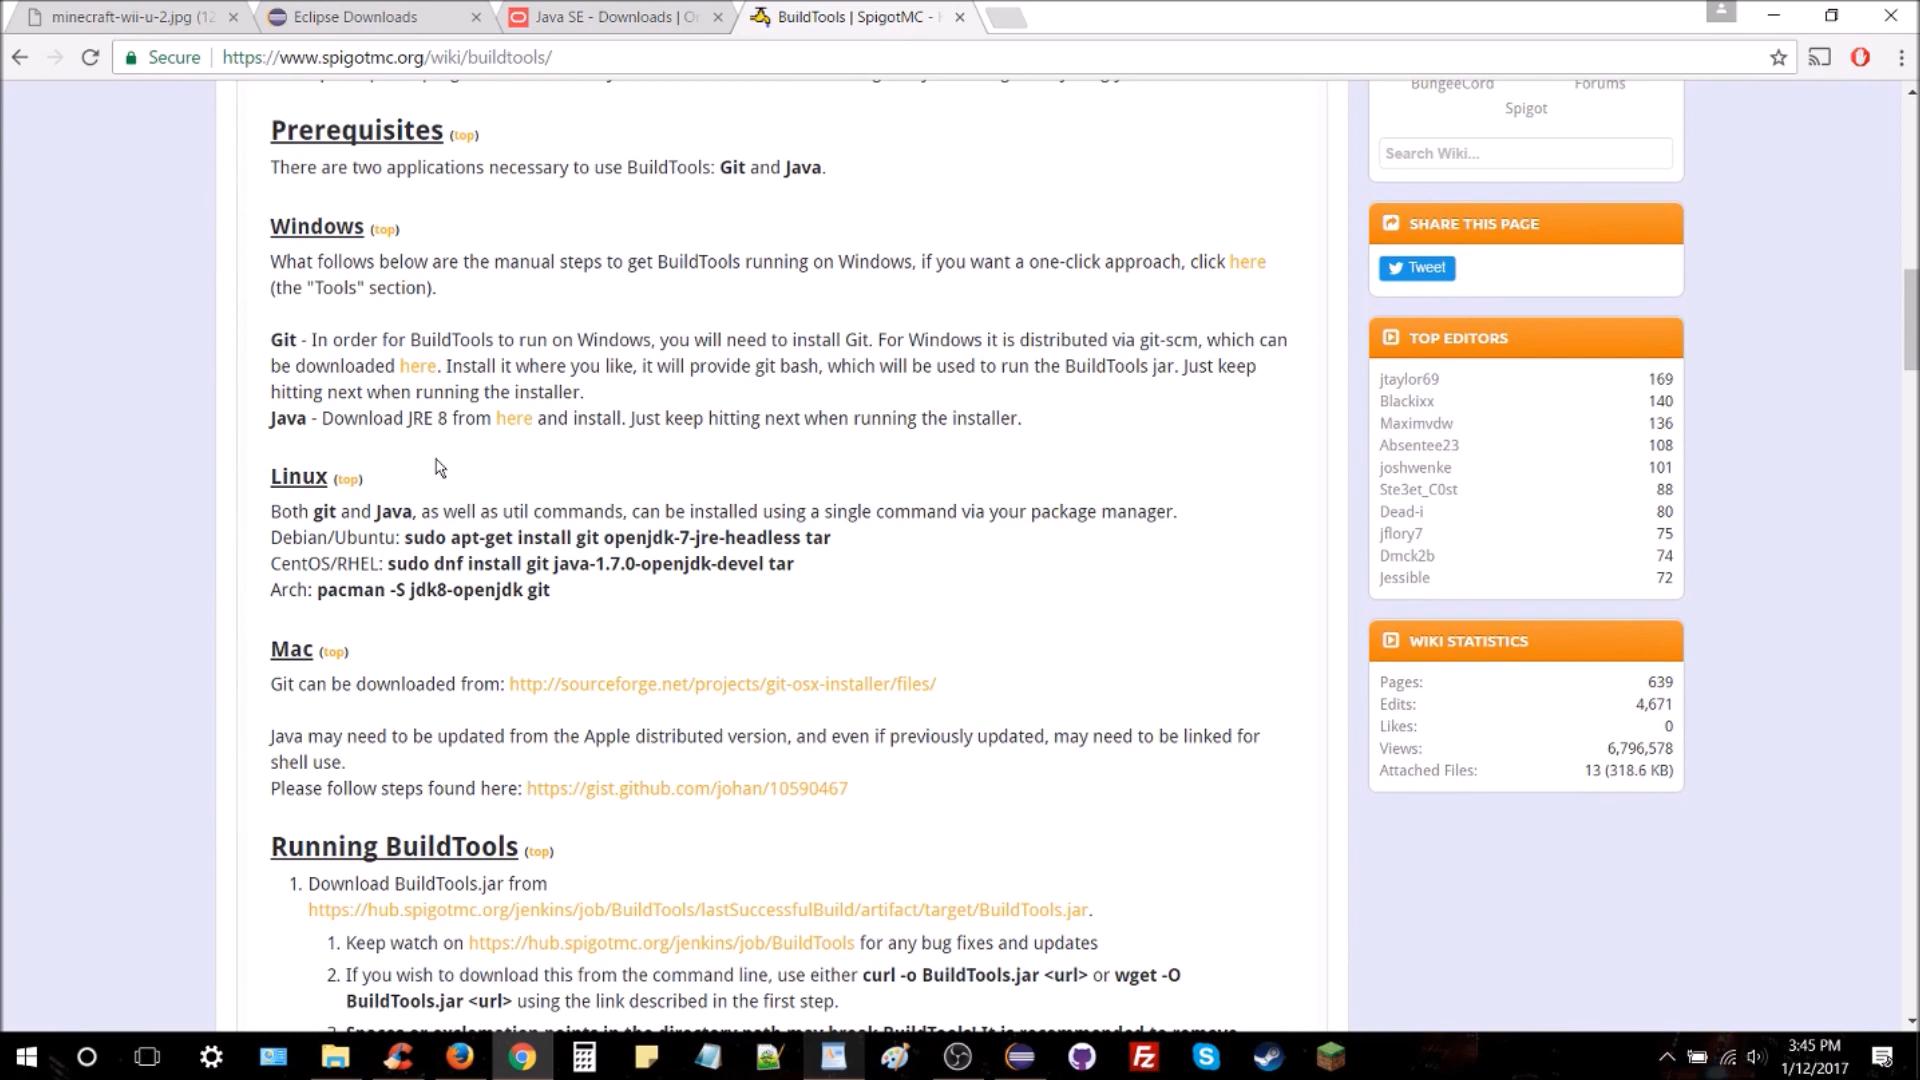 minecraft-wii-u-2.jpg (12
Eclipse Downloads
Java SE - Downloads | Or
BuildTools | SpigotMC -
Secure
https://www.spigotmc.org/wiki/buildtools/
BungeeCord
Forums
Spigot
Search Wiki...
Prerequisites (top)
There are two applications necessary to use BuildTools: Git and Java.
Windows (top)
What follows below are the manual steps to get BuildTools running on Windows, if you want a one-click approach, click here
(the "Tools" section).
Git - In order for BuildTools to run on Windows, you will need to install Git. For Windows it is distributed via git-scm, which can
be downloaded here. Install it where you like, it will provide git bash, which will be used to run the BuildTools jar. Just keep
hitting next when running the installer.
Java - Download JRE 8 from here and install. Just keep hitting next when running the installer.
Linux (top)
Both git and Java, as well as util commands, can be installed using a single command via your package manager.
Debian/Ubuntu: sudo apt-get install git openjdk-7-jre-headless tar
CentOS/RHEL: sudo dnf install git java-1.7.0-openjdk-devel tar
Arch: pacman -S jdk8-openjdk git
Mac (top)
Git can be downloaded from: http://sourceforge.net/projects/git-osx-installer/files/
Java may need to be updated from the Apple distributed version, and even if previously updated, may need to be linked for
shell use.
Please follow steps found here: https://gist.github.com/johan/10590467
Running BuildTools (top)
1. Download BuildTools.jar from
https://hub.spigotmc.org/jenkins/job/BuildTools/lastSuccessfulBuild/artifact/target/BuildTools.jar.
1. Keep watch on https://hub.spigotmc.org/jenkins/job/BuildTools for any bug fixes and updates
2. If you wish to download this from the command line, use either curl -o BuildTools.jar <url> or wget -O
BuildTools.jar <url> using the link described in the first step.
3. Spaces or exclamation points in the directory path may break BuildTools! It is recommended to remove
SHARE THIS PAGE
Tweet
TOP EDITORS
jtaylor69 169
Blackixx 140
Maximvdw 136
Absentee23 108
joshwenke 101
Ste3et_C0st 88
Dead-i 80
jflory7 75
Dmck2b 74
Jessible 72
WIKI STATISTICS
Pages: 639
Edits: 4,671
Likes: 0
Views: 6,796,578
Attached Files: 13 (318.6 KB)
3:45 PM
1/12/2017